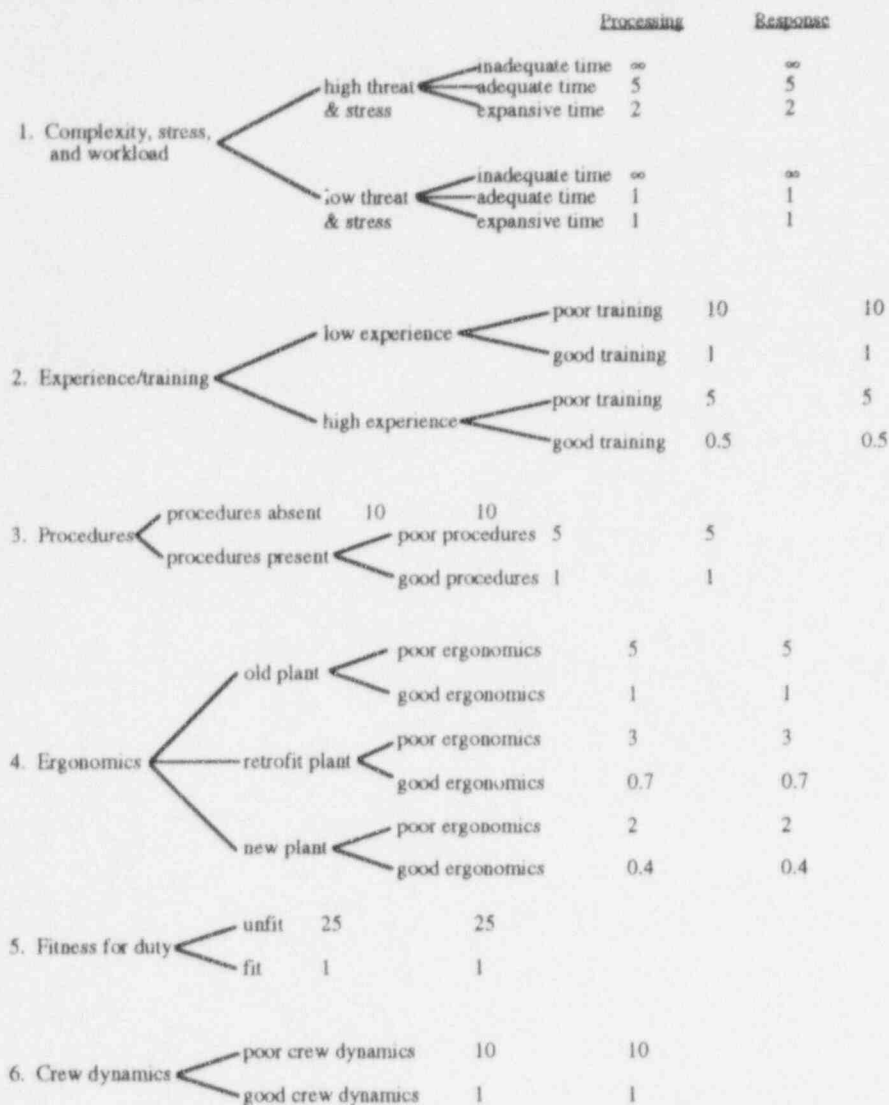 Processing Response
inadequate time ∞ ∞
high threat adequate time 5 5
& stress expansive time 2 2
1. Complexity, stress,
and workload
inadequate time ∞ ∞
low threat adequate time 1 1
& stress expansive time 1 1
poor training 10 10
low experience
good training 1 1
2. Experience/training
poor training 5 5
high experience
good training 0.5 0.5
procedures absent 10 10
3. Procedures poor procedures 5 5
procedures present
good procedures 1 1
poor ergonomics 5 5
old plant
good ergonomics 1 1
poor ergonomics 3 3
4. Ergonomics retrofit plant
good ergonomics 0.7 0.7
poor ergonomics 2 2
new plant
good ergonomics 0.4 0.4
unfit 25 25
5. Fitness for duty
fit 1 1
poor crew dynamics 10 10
6. Crew dynamics
good crew dynamics 1 1